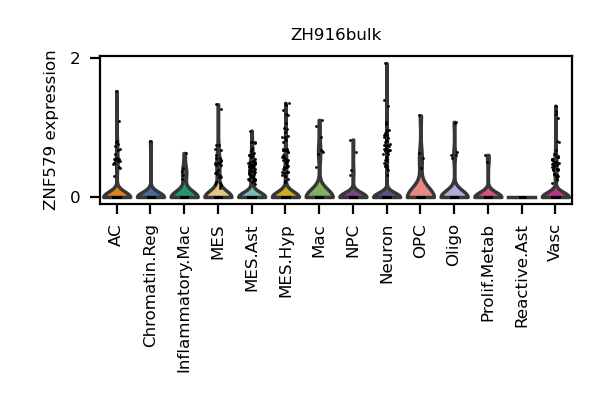 ZH916bulk
ZNF579 expression
2
0
AC
Chromatin.Reg
Inflammatory.Mac
MES
MES.Ast
MES.Hyp
Mac
NPC
Neuron
OPC
Oligo
Prolif.Metab
Reactive.Ast
Vasc